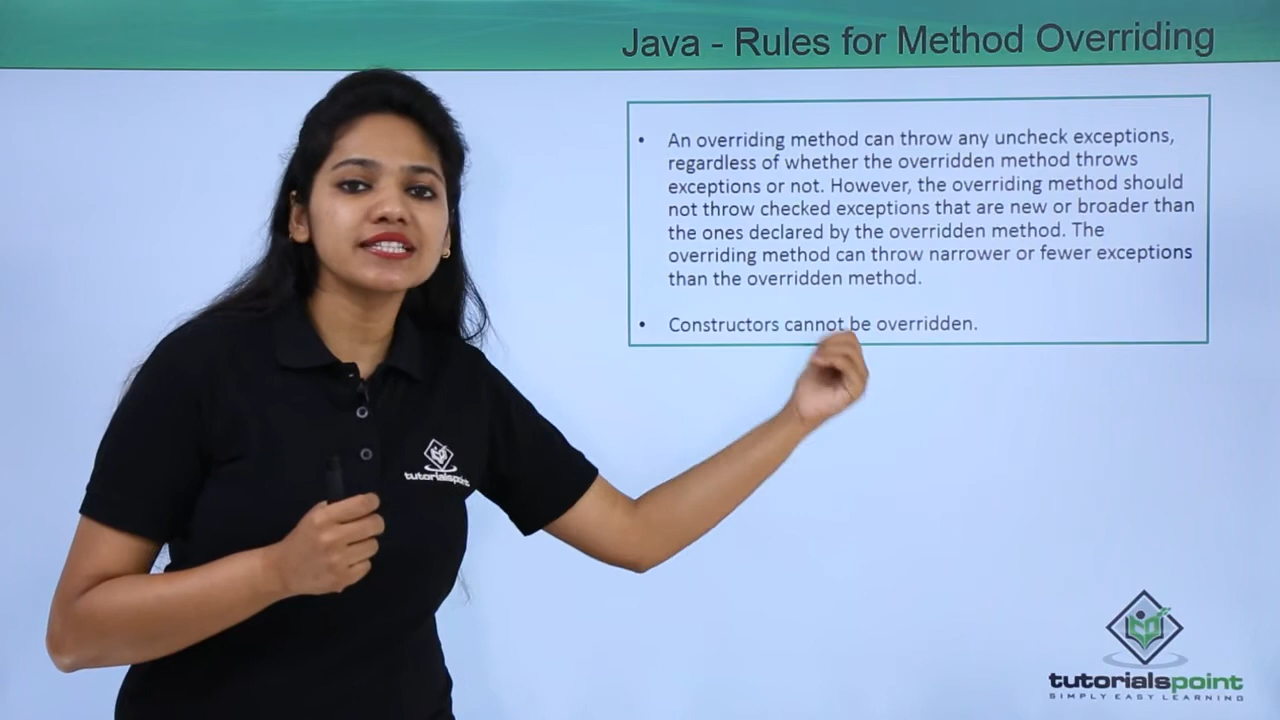 Java - Rules for Method Overriding
• An overriding method can throw any uncheck exceptions,
regardless of whether the overridden method throws
exceptions or not. However, the overriding method should
not throw checked exceptions that are new or broader than
the ones declared by the overridden method. The
overriding method can throw narrower or fewer exceptions
than the overridden method.
• Constructors cannot be overridden.
tutorialspoint
tutorialspoint
SIMPLY EASY LEARNING